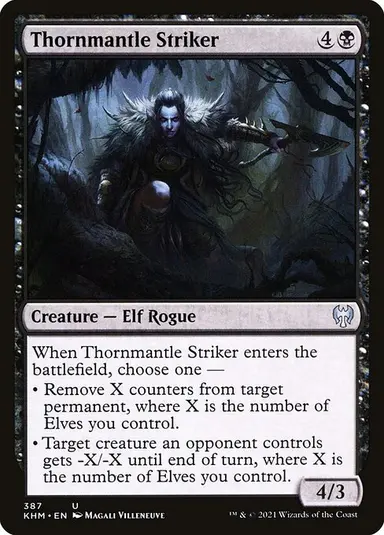 Thornmantle Striker 4
Creature — Elf Rogue
When Thornmantle Striker enters the
battlefield, choose one —
• Remove X counters from target
permanent, where X is the number of
Elves you control.
• Target creature an opponent controls
gets -X/-X until end of turn, where X is
the number of Elves you control.
4/3
387 U
KHM • EN MAGALI VILLENEUVE ™ & © 2021 Wizards of the Coast